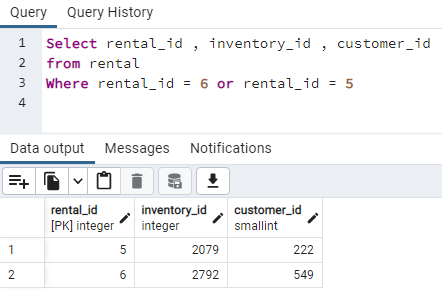 Query Query History
1 Select rental_id , inventory_id , customer_id
2 from rental
3 Where rental_id = 6 or rental_id = 5
4
Data output Messages Notifications
rental_id inventory_id customer_id
[PK] integer integer smallint
1 5 2079 222
2 6 2792 549